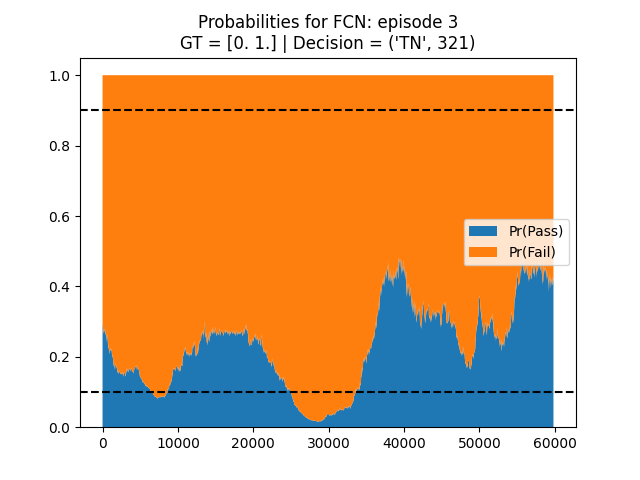 Probabilities for FCN: episode 3
GT = [0. 1.] | Decision = ('TN', 321)
1.0
0.8
0.6
0.4
0.2
0.0
Pr(Pass)
Pr(Fail)
0 10000 20000 30000 40000 50000 60000